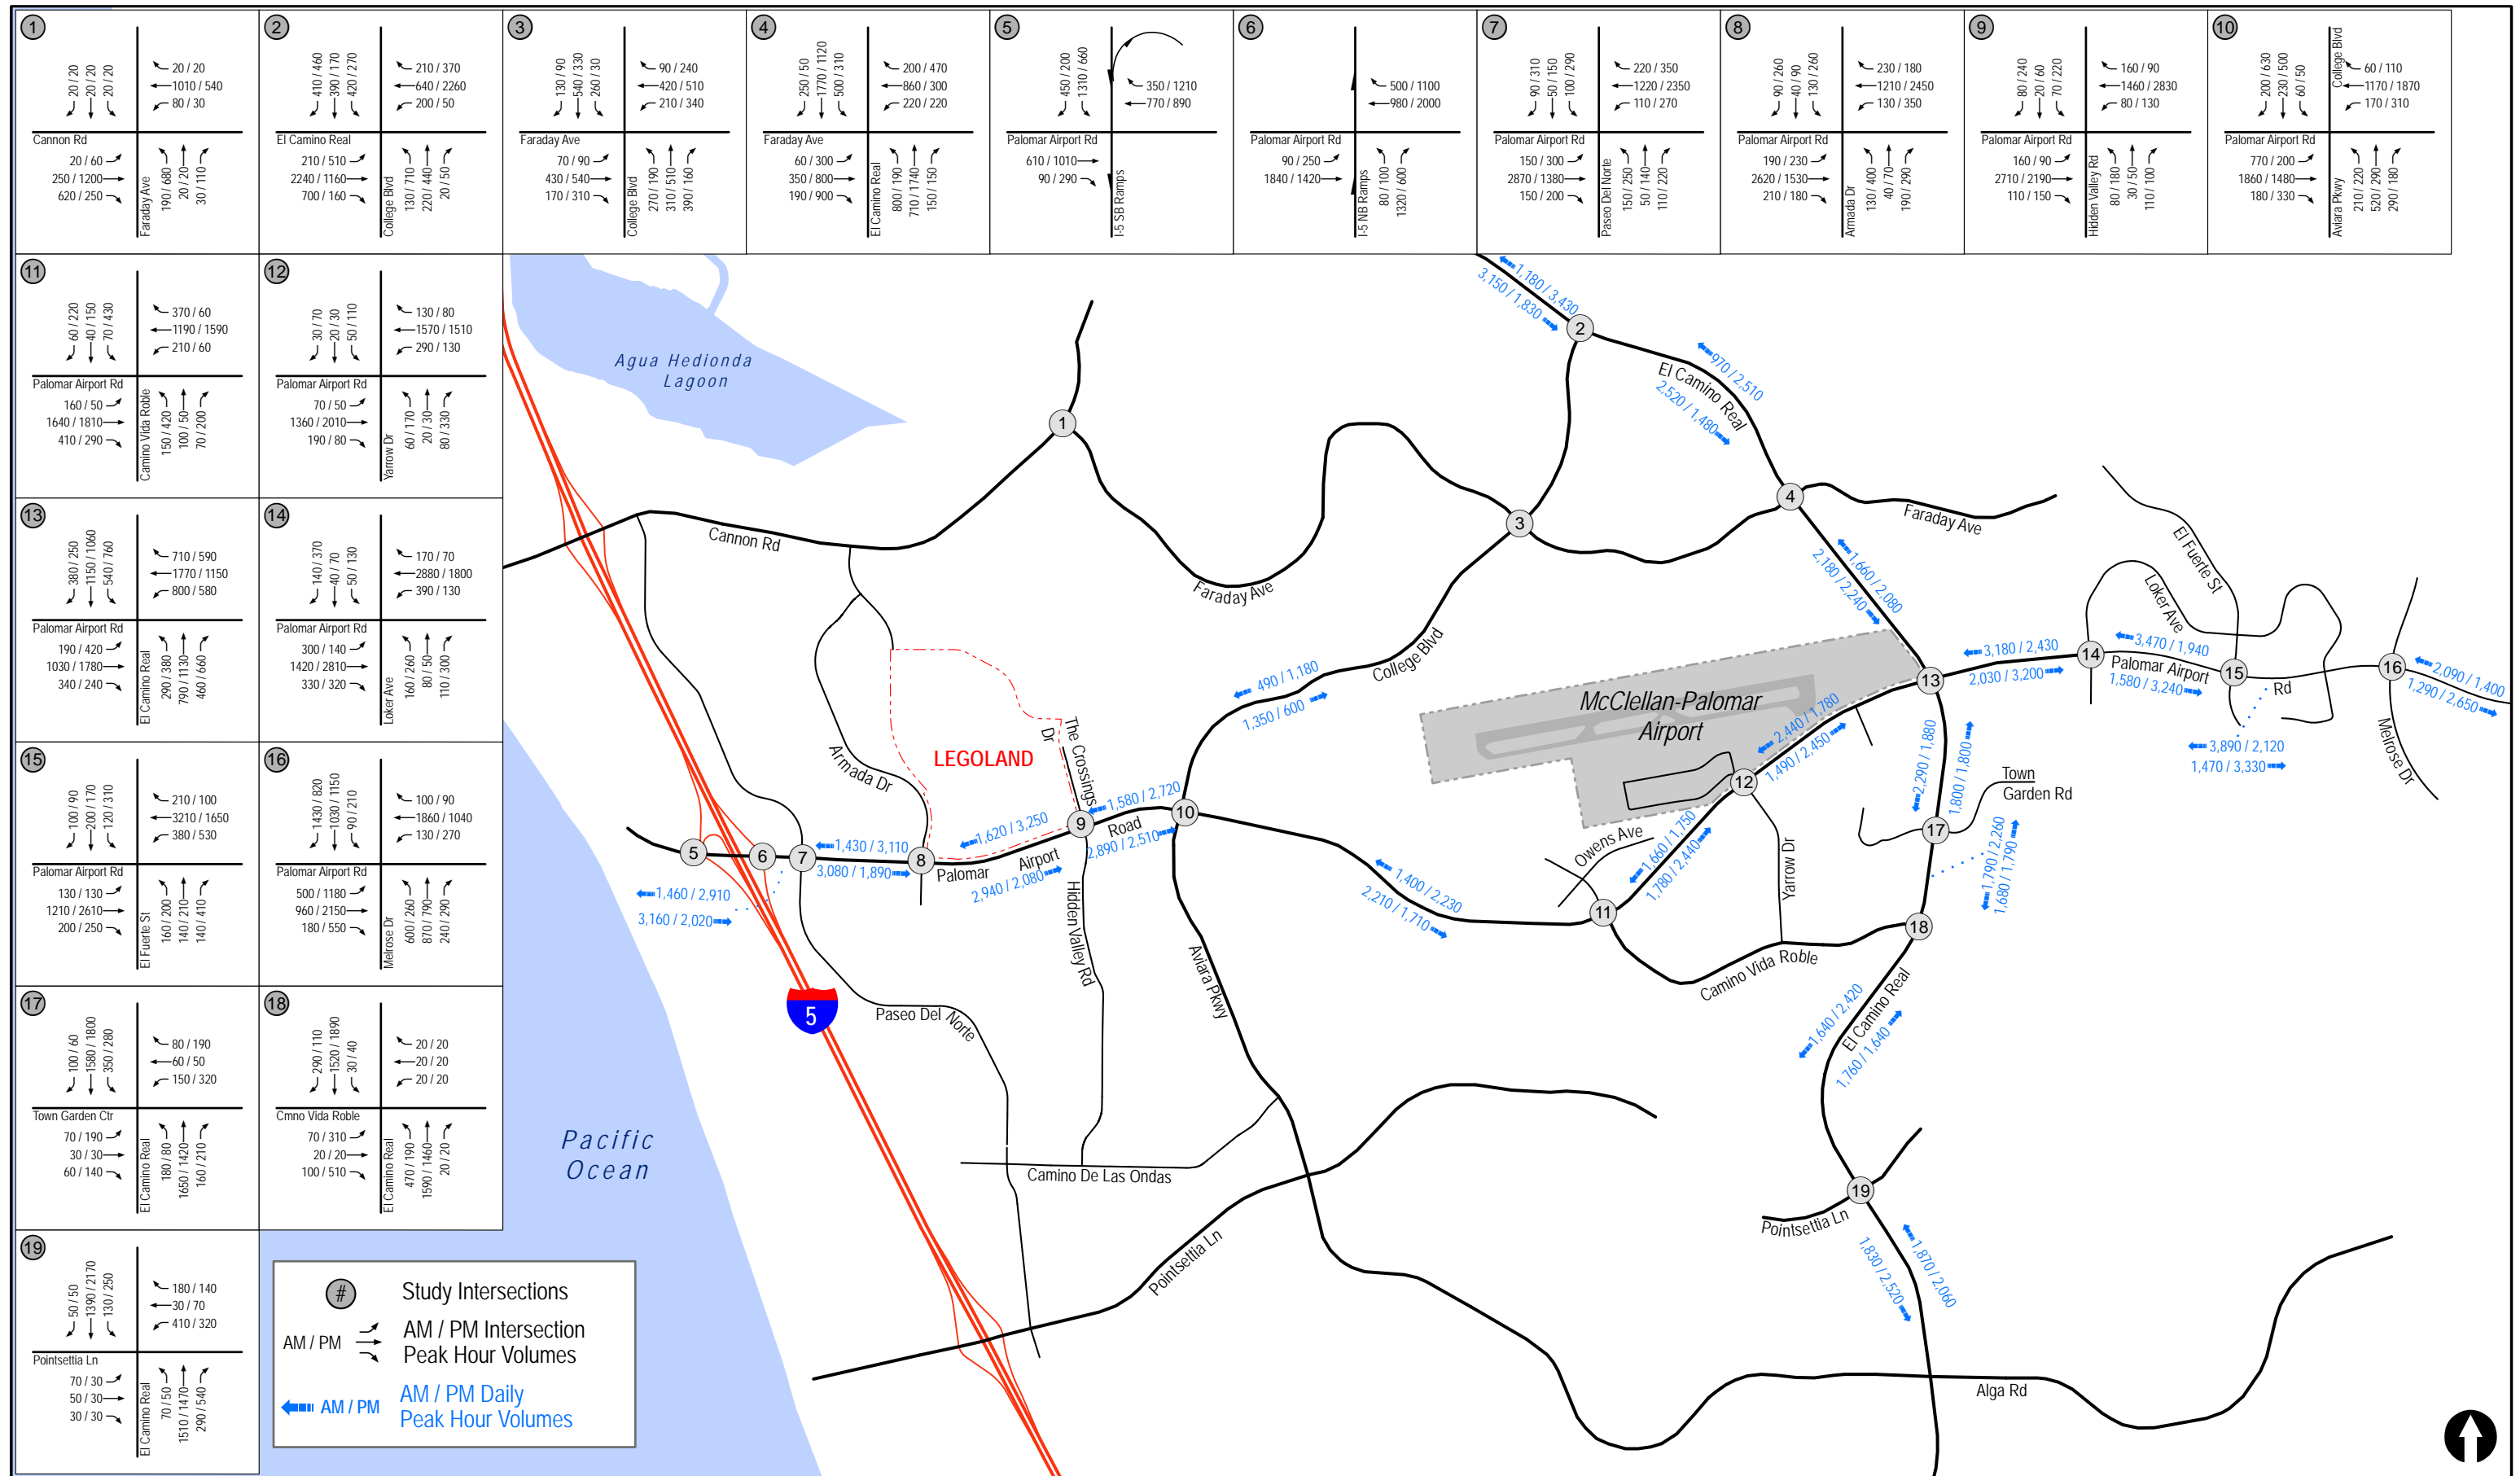 1
20 / 20
20 / 20
20 / 20
20 / 20
1010 / 540
80 / 30
Cannon Rd
20 / 60
250 / 1200
620 / 250
Faraday Ave
190 / 680
20 / 20
30 / 110
2
410 / 460
390 / 170
420 / 270
210 / 370
640 / 2260
200 / 50
El Camino Real
210 / 510
2240 / 1160
700 / 160
College Blvd
130 / 710
220 / 440
20 / 50
3
130 / 90
540 / 330
260 / 30
90 / 240
420 / 510
210 / 340
Faraday Ave
70 / 90
430 / 540
170 / 310
College Blvd
270 / 190
310 / 510
390 / 160
4
250 / 50
1770 / 1120
500 / 310
200 / 470
860 / 300
220 / 220
Faraday Ave
60 / 300
350 / 800
190 / 900
El Camino Real
800 / 190
710 / 1740
150 / 150
5
450 / 200
1310 / 660
350 / 1210
770 / 890
Palomar Airport Rd
610 / 1010
90 / 290
I-5 SB Ramps
6
500 / 1100
980 / 2000
Palomar Airport Rd
90 / 250
1840 / 1420
I-5 NB Ramps
80 / 100
1320 / 600
7
90 / 310
50 / 150
100 / 290
220 / 350
1220 / 2350
110 / 270
Palomar Airport Rd
150 / 300
2870 / 1380
150 / 200
Paseo Del Norte
150 / 250
50 / 140
110 / 220
8
90 / 260
40 / 90
130 / 260
230 / 180
1210 / 2450
130 / 350
Palomar Airport Rd
190 / 230
2620 / 1530
210 / 180
Armada Dr
130 / 400
40 / 70
190 / 290
9
80 / 240
20 / 60
70 / 220
160 / 90
1460 / 2830
80 / 130
Palomar Airport Rd
160 / 90
2710 / 2190
110 / 150
Hidden Valley Rd
80 / 180
30 / 50
110 / 100
10
200 / 630
230 / 500
60 / 50
College Blvd
60 / 110
1170 / 1870
170 / 310
Palomar Airport Rd
770 / 200
1860 / 1480
180 / 330
Aviara Pkwy
210 / 220
520 / 290
290 / 180
11
60 / 220
40 / 150
70 / 430
370 / 60
1190 / 1590
210 / 60
Palomar Airport Rd
160 / 50
1640 / 1810
410 / 290
Camino Vida Roble
150 / 420
100 / 50
70 / 200
12
30 / 70
20 / 30
50 / 110
130 / 80
1570 / 1510
290 / 130
Palomar Airport Rd
70 / 50
1360 / 2010
190 / 80
Yarrow Dr
60 / 170
20 / 30
80 / 330
13
380 / 250
1150 / 1060
540 / 760
710 / 590
1770 / 1150
800 / 580
Palomar Airport Rd
190 / 420
1030 / 1780
340 / 240
El Camino Real
290 / 380
790 / 1130
460 / 660
14
140 / 370
40 / 70
50 / 130
170 / 70
2880 / 1800
390 / 130
Palomar Airport Rd
300 / 140
1420 / 2810
330 / 320
Loker Ave
160 / 260
80 / 50
110 / 300
15
100 / 90
200 / 170
120 / 310
210 / 100
3210 / 1650
380 / 530
Palomar Airport Rd
130 / 130
1210 / 2610
200 / 250
El Fuerte St
160 / 200
140 / 210
140 / 410
16
1430 / 820
1030 / 1150
90 / 210
100 / 90
1860 / 1040
130 / 270
Palomar Airport Rd
500 / 1180
960 / 2150
180 / 550
Melrose Dr
600 / 260
870 / 790
240 / 290
17
100 / 60
1580 / 1800
350 / 280
80 / 190
60 / 50
150 / 320
Town Garden Ctr
70 / 190
30 / 30
60 / 140
El Camino Real
180 / 80
1650 / 1420
160 / 210
18
290 / 110
1520 / 1890
30 / 40
20 / 20
20 / 20
20 / 20
Cmno Vida Roble
70 / 310
20 / 20
100 / 510
El Camino Real
470 / 190
1590 / 1460
20 / 20
19
50 / 50
1390 / 2170
130 / 250
180 / 140
30 / 70
410 / 320
Pointsettia Ln
70 / 30
50 / 30
30 / 30
El Camino Real
70 / 50
1510 / 1470
290 / 540
1,180 / 3,430
3,150 / 1,830
2
970 / 2,510
El Camino Real
2,520 / 1,480
Agua Hedionda
Lagoon
1
4
3
Faraday Ave
El Fuerte St
Cannon Rd
Faraday Ave
1,660 / 2,080
2,180 / 2,240
Loker Ave
College Blvd
490 / 1,180
1,350 / 600
3,180 / 2,430
2,030 / 3,200
14
3,470 / 1,940
Palomar Airport
Rd
1,580 / 3,240
15
16
2,090 / 1,400
1,290 / 2,650
Melrose Dr
3,890 / 2,120
1,470 / 3,330
McClellan-Palomar
Airport
13
2,440 / 1,780
1,490 / 2,450
12
2,290 / 1,880
1,800 / 1,800
Town
Garden Rd
17
1,790 / 2,260
1,680 / 1,790
LEGOLAND
The Crossings
Dr
Armada Dr
5
6
7
1,430 / 3,110
3,080 / 1,890
8
1,620 / 3,250
Palomar
Airport
Road
2,940 / 2,080
9
1,580 / 2,720
2,890 / 2,510
10
1,460 / 2,910
3,160 / 2,020
Hidden Valley Rd
Aviara Pkwy
1,400 / 2,230
2,210 / 1,710
Owens Ave
1,660 / 1,750
1,780 / 2,440
11
Yarrow Dr
18
Camino Vida Roble
5
Paseo Del Norte
1,640 / 2,420
El Camino Real
1,760 / 1,640
Pacific
Ocean
Camino De Las Ondas
19
Pointsettia Ln
Pointsettia Ln
1,870 / 2,060
1,830 / 2,520
Alga Rd
#
Study Intersections
AM / PM
AM / PM Intersection
Peak Hour Volumes
AM / PM
AM / PM Daily
Peak Hour Volumes